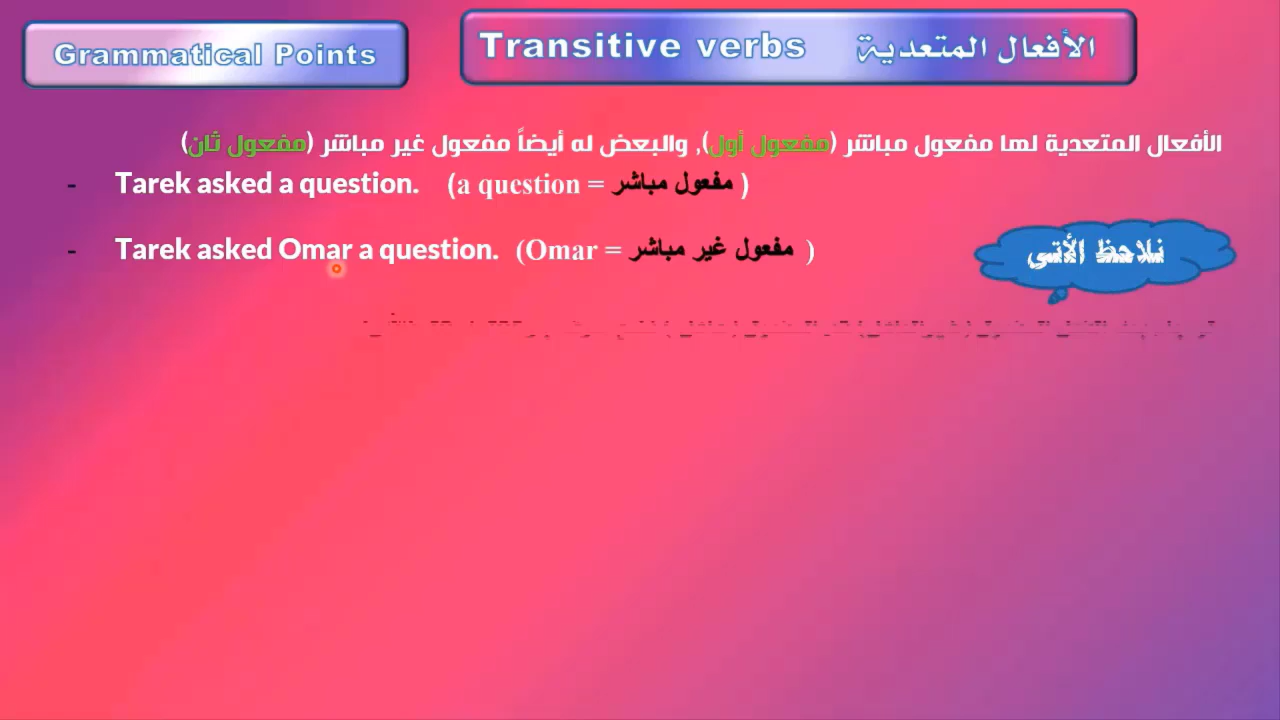 Grammatical Points
Transitive verbs الأفعال المتعدية
الأفعال المتعدية لها مفعول مباشر (مفعول أول), والبعض له أيضاً مفعول غير مباشر (مفعول ثان)
- Tarek asked a question. (a question = مفعول مباشر )
- Tarek asked Omar a question. (Omar = مفعول غير مباشر )
نلاحظ الأتى